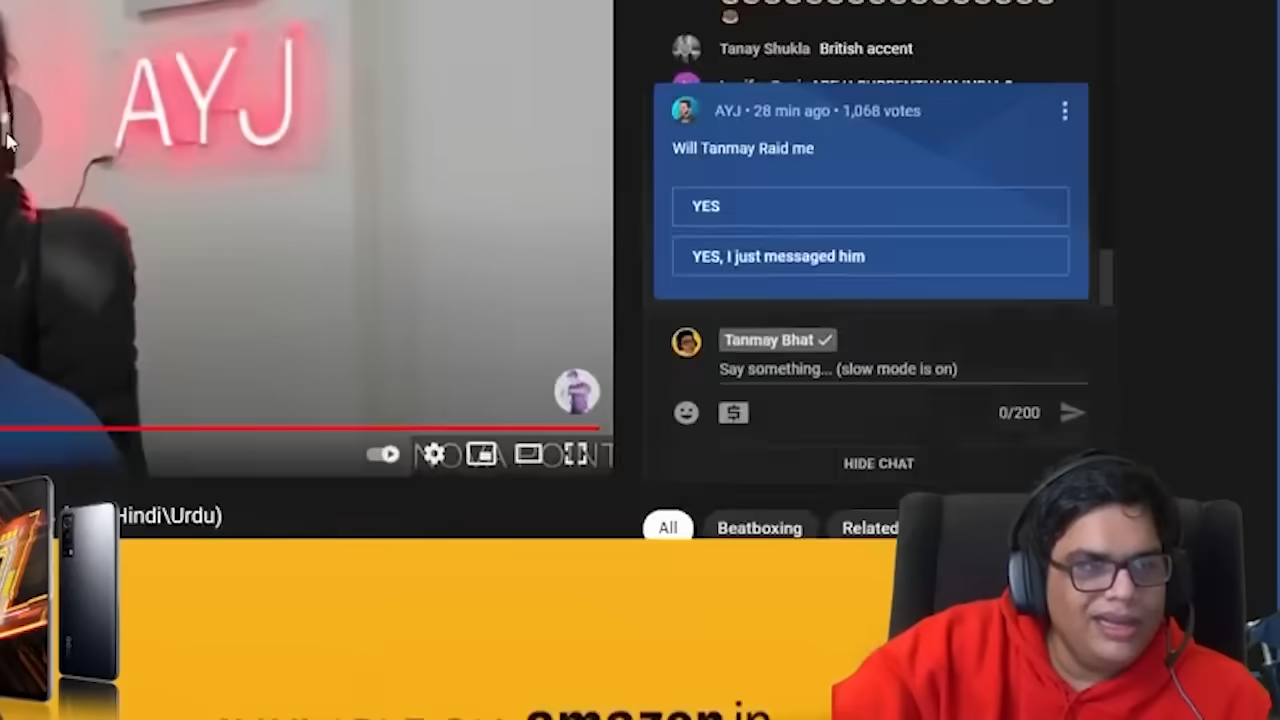 AYJ
Tanay Shukla British accent
AYJ • 28 min ago • 1,068 votes
Will Tanmay Raid me
YES
YES, I just messaged him
Tanmay Bhat
Say something... (slow mode is on)
0/200
HIDE CHAT
NOVA POINT
Hindi\Urdu)
All Beatboxing Related
amazon.in